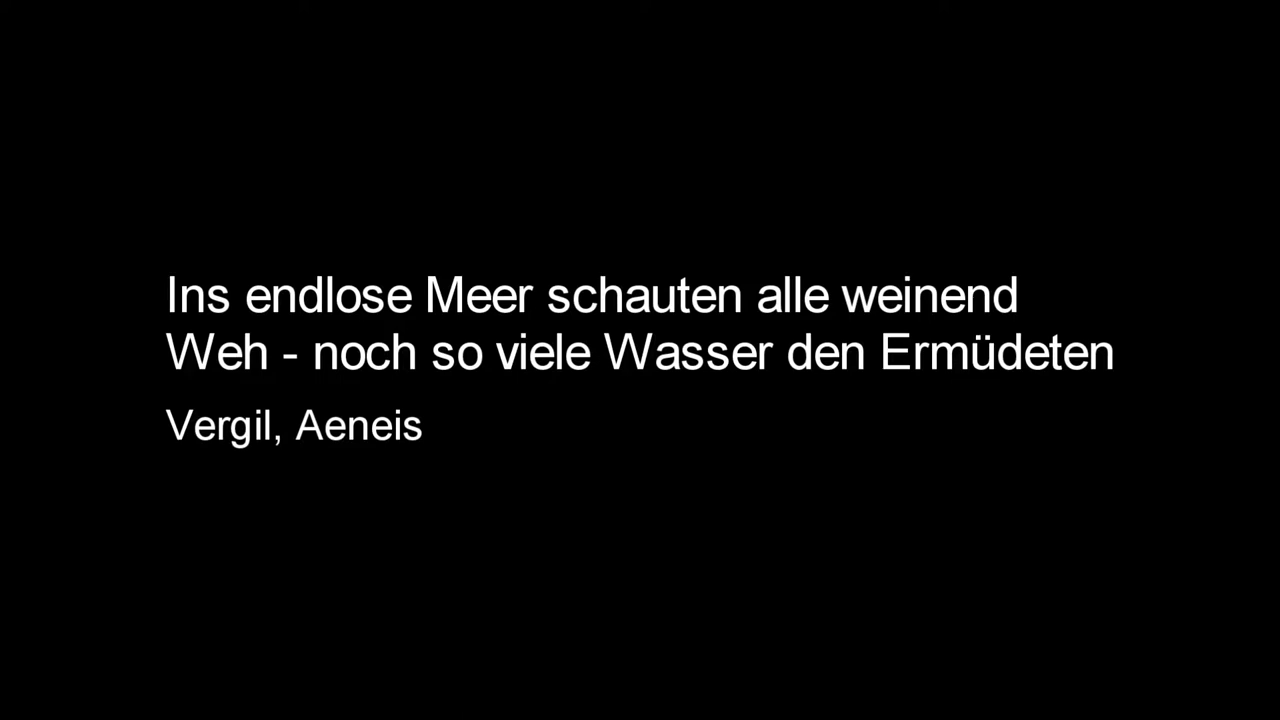 Ins endlose Meer schauten alle weinend
Weh - noch so viele Wasser den Ermüdeten
Vergil, Aeneis